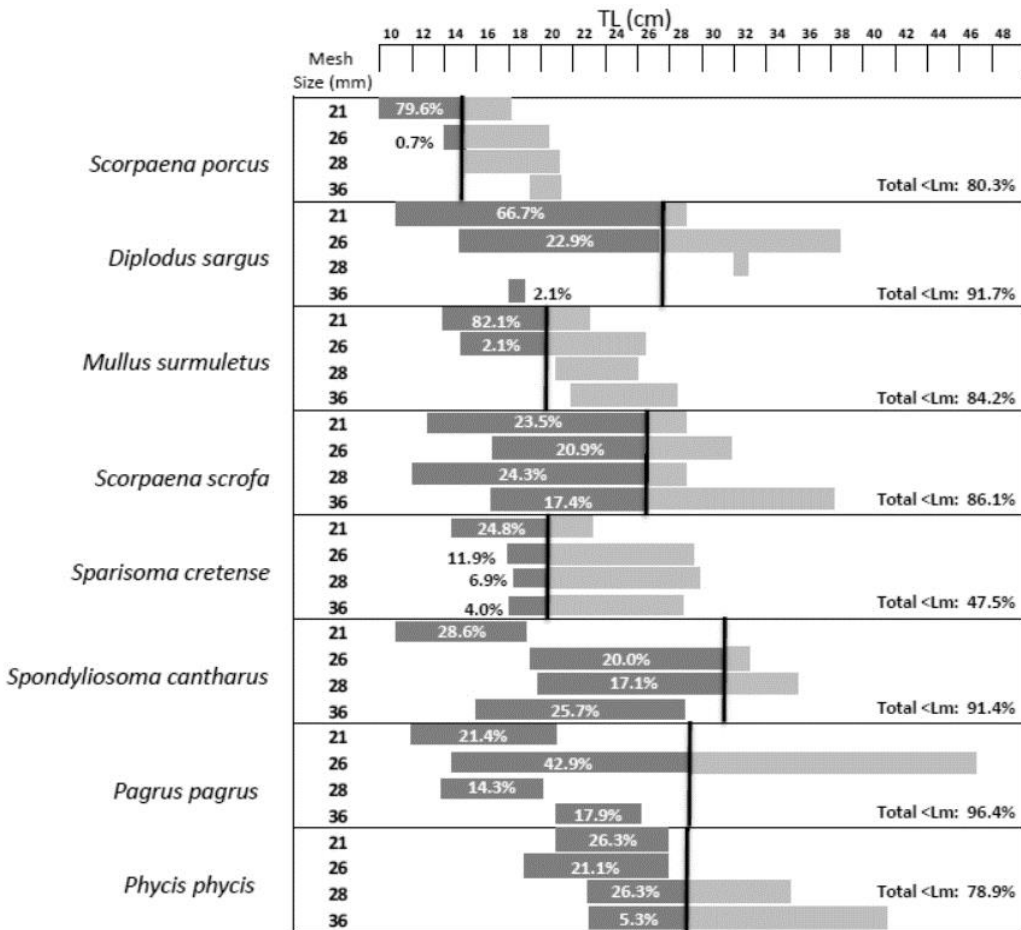 TL (cm)
10 12 14 16 18 20 22 24 26 28 30 32 34 36 38 40 42 44 46 48
Mesh
Size (mm)
21 79.6%
0.7% 26
Scorpaena porcus 28
36 Total <Lm: 80.3%
21 66.7%
26 22.9%
Diplodus sargus 28
36 2.1% Total <Lm: 91.7%
21 82.1%
26 2.1%
Mullus surmuletus 28
36 Total <Lm: 84.2%
21 23.5%
26 20.9%
Scorpaena scrofa 28 24.3%
36 17.4% Total <Lm: 86.1%
21 24.8%
26 11.9%
Sparisoma cretense 28 6.9%
36 4.0% Total <Lm: 47.5%
21 28.6%
26 20.0%
Spondyliosoma cantharus 28 17.1%
36 25.7% Total <Lm: 91.4%
21 21.4%
26 42.9%
Pagrus pagrus 28 14.3%
36 17.9% Total <Lm: 96.4%
21 26.3%
26 21.1%
Phycis phycis 28 26.3% Total <Lm: 78.9%
36 5.3%